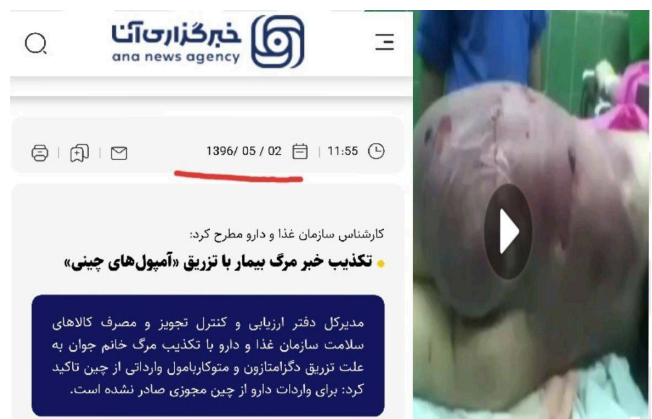 خبرگزاری آنا
ana news agency
11:55 | 1396/ 05 / 02
کارشناس سازمان غذا و دارو مطرح کرد:
تکذیب خبر مرگ بیمار با تزریق «آمپول‌های چینی»
مدیرکل دفتر ارزیابی و کنترل تجویز و مصرف کالاهای
سلامت سازمان غذا و دارو با تکذیب مرگ خانم جوان به
علت تزریق دگزامتازون و متوکاربامول وارداتی از چین تاکید
کرد: برای واردات دارو از چین مجوزی صادر نشده است.